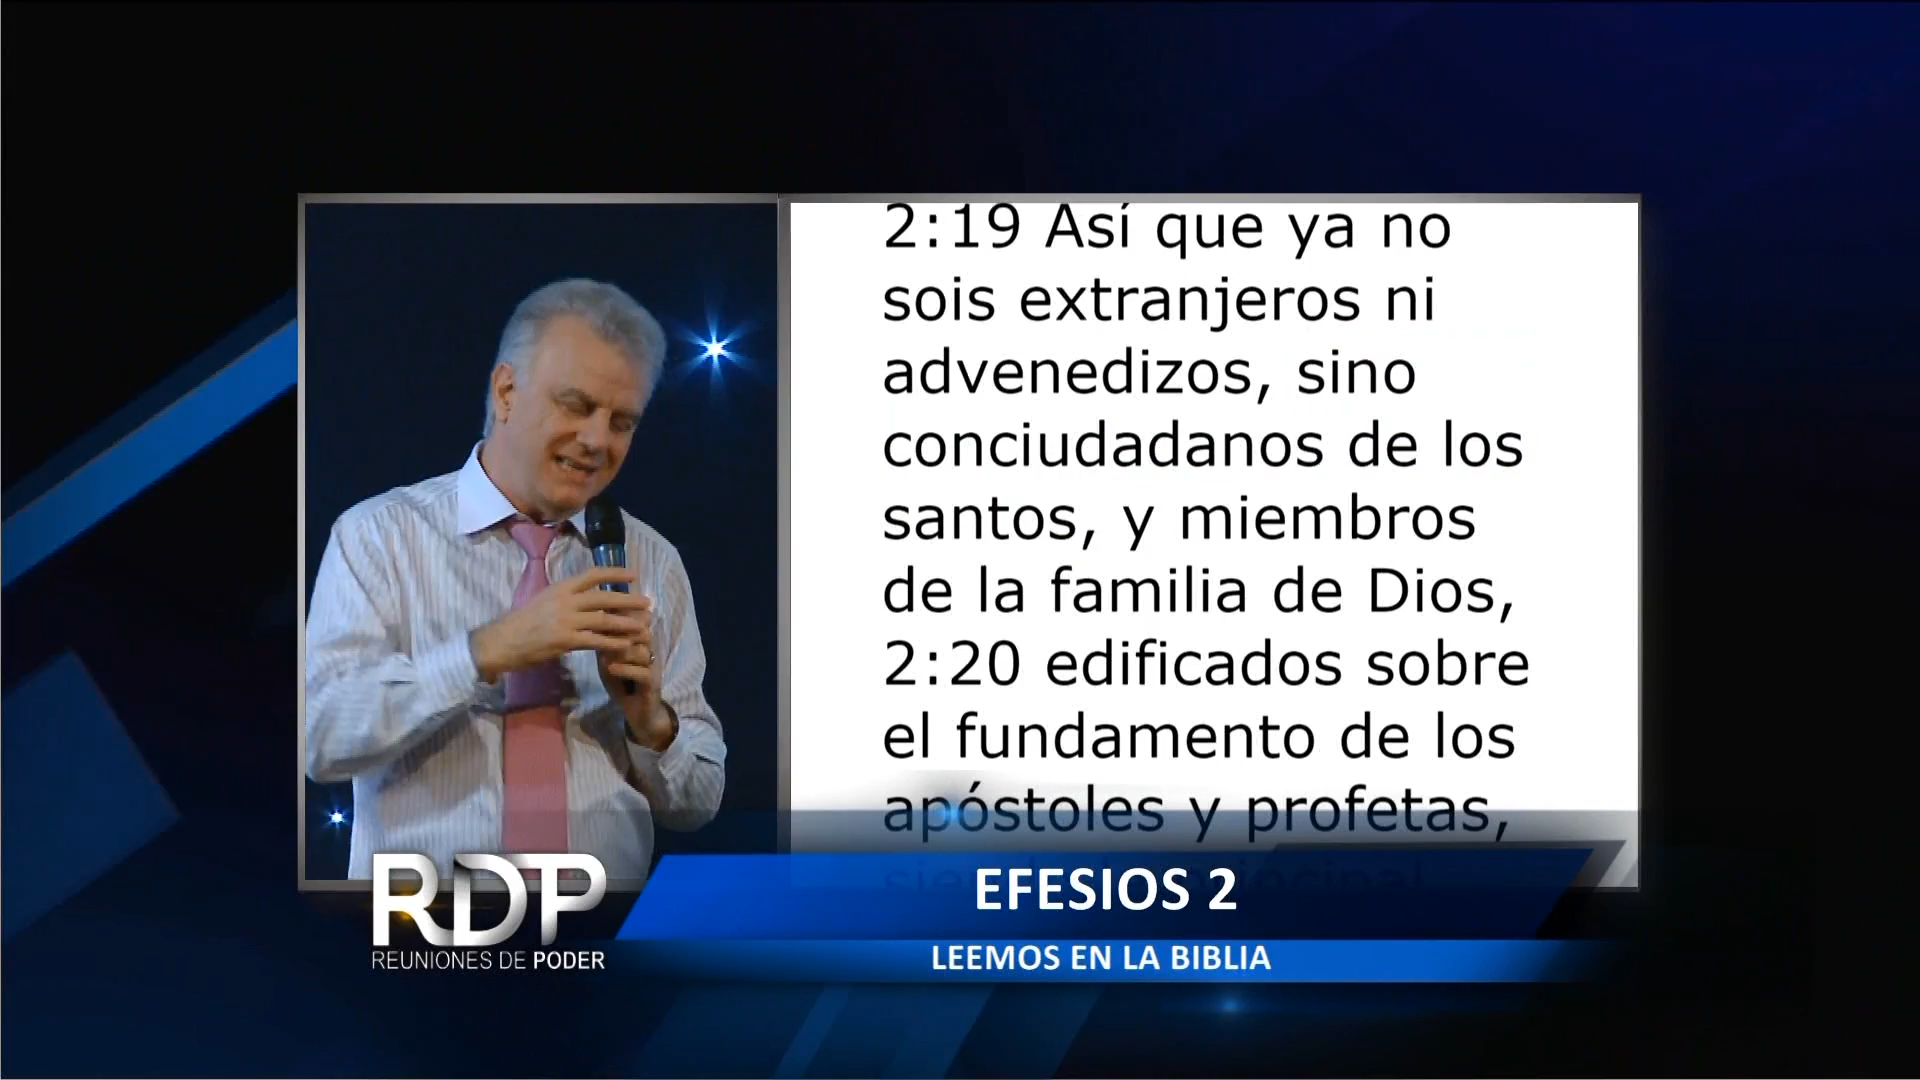 2:19 Así que ya no
sois extranjeros ni
advenedizos, sino
conciudadanos de los
santos, y miembros
de la familia de Dios,
2:20 edificados sobre
el fundamento de los
apóstoles y profetas,
RDP
REUNIONES DE PODER
EFESIOS 2
LEEMOS EN LA BIBLIA